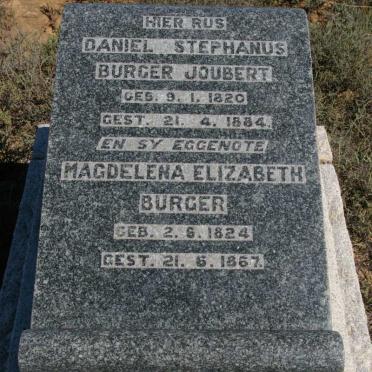 HIER RUS
DANIEL STEPHANUS
BURGER JOUBERT
GEB. 9. 1. 1820
GEST. 21. 4. 1884.
EN SY EGGENOTE
MAGDELENA ELIZABETH
BURGER
GEB. 2. 6. 1824
GEST. 21. 6. 1867.